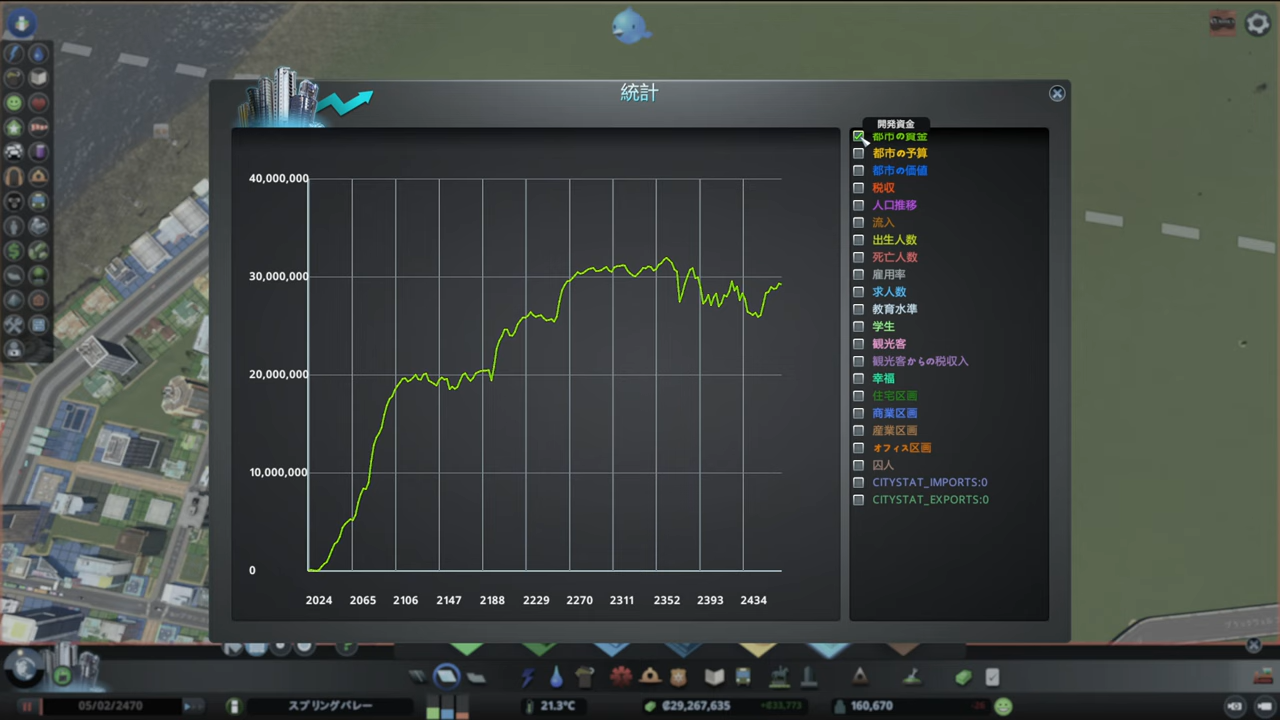 統計
開発資金
都市の資金
都市の予算
都市の価値
税収
人口推移
流入
出生人数
死亡人数
雇用率
求人数
教育水準
学生
観光客
観光客からの税収入
幸福
住宅区画
商業区画
産業区画
オフィス区画
囚人
CITYSTAT_IMPORTS:0
CITYSTAT_EXPORTS:0
40,000,000
30,000,000
20,000,000
10,000,000
0
2024 2065 2106 2147 2188 2229 2270 2311 2352 2393 2434
05/02/2470
スプリングバレー
21.3°C
₡29,267,635
+₡33,773
160,670
-26